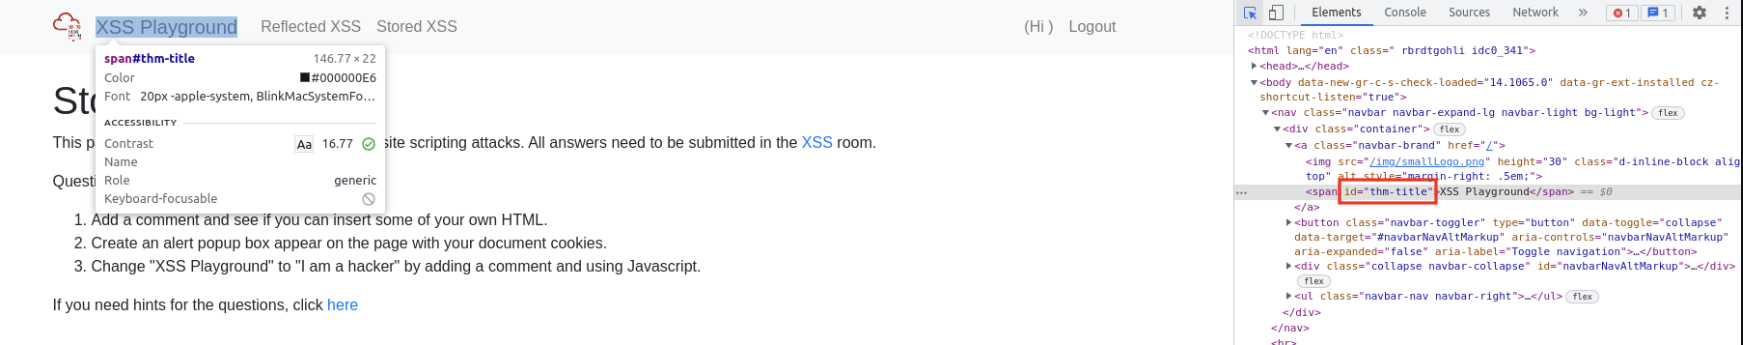 XSS Playground Reflected XSS Stored XSS (Hi ) Logout
span#thm-title 146.77 × 22
Color #000000E6
Font 20px -apple-system, BlinkMacSystemFo...
ACCESSIBILITY
Contrast Aa 16.77
Name
Role generic
Keyboard-focusable
Sto
This p site scripting attacks. All answers need to be submitted in the XSS room.
Questi
1. Add a comment and see if you can insert some of your own HTML.
2. Create an alert popup box appear on the page with your document cookies.
3. Change "XSS Playground" to "I am a hacker" by adding a comment and using Javascript.
If you need hints for the questions, click here
Elements Console Sources Network » 1 1
<!DOCTYPE html>
<html lang="en" class=" rbrdtgohli idc0_341">
<head>…</head>
<body data-new-gr-c-s-check-loaded="14.1065.0" data-gr-ext-installed cz-
shortcut-listen="true">
<nav class="navbar navbar-expand-lg navbar-light bg-light"> flex
<div class="container"> flex
<a class="navbar-brand" href="/">
<img src="/img/smallLogo.png" height="30" class="d-inline-block alig
top" alt style="margin-right: .5em;">
… <span id="thm-title">XSS Playground</span> == $0
</a>
<button class="navbar-toggler" type="button" data-toggle="collapse"
data-target="#navbarNavAltMarkup" aria-controls="navbarNavAltMarkup"
aria-expanded="false" aria-label="Toggle navigation">…</button>
<div class="collapse navbar-collapse" id="navbarNavAltMarkup">…</div>
flex
<ul class="navbar-nav navbar-right">…</ul> flex
</div>
</nav>
<br>